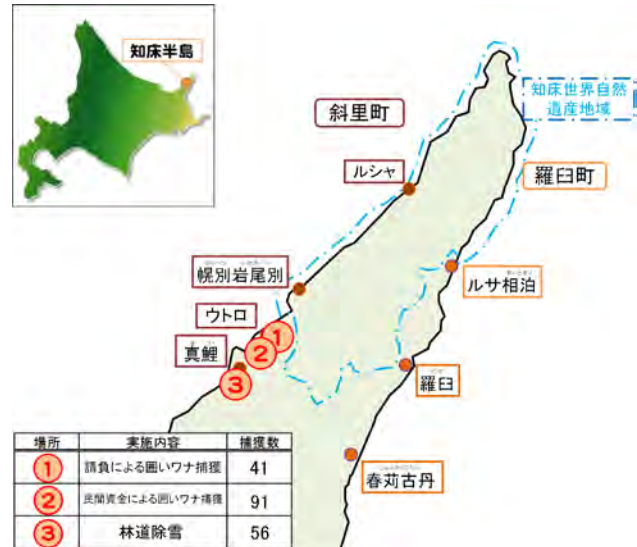 知床半島
知床世界自然
遺産地域
斜里町
羅臼町
ルシャ
幌別岩尾別
ルサ相泊
ウトロ
真鯉
羅臼
春苅古丹
1
2
3
場所 実施内容 捕獲数
1 請負による囲いワナ捕獲 41
2 民間資金による囲いワナ捕獲 91
3 林道除雪 56